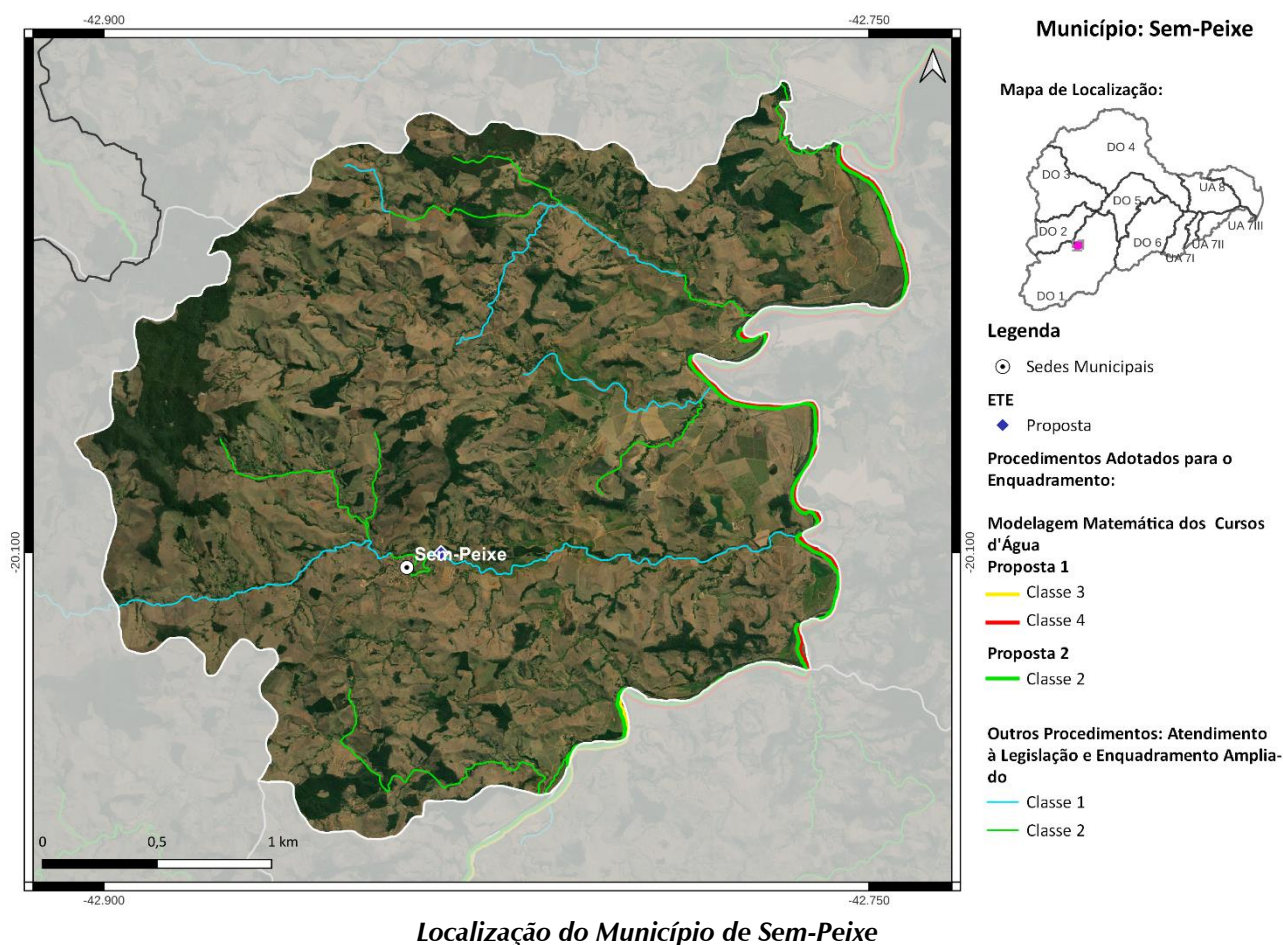 -42.900
-42.750
-20.100
-20.100
Sem-Peixe
0
0,5
1 km
-42.900
-42.750
Município: Sem-Peixe
Mapa de Localização:
DO 4
DO 3
UA 8
DO 5
UA 7III
DO 2
DO 6
UA 7II
UA 7I
DO 1
Legenda
Sedes Municipais
ETE
Proposta
Procedimentos Adotados para o
Enquadramento:
Modelagem Matemática dos Cursos
d'Água
Proposta 1
Classe 3
Classe 4
Proposta 2
Classe 2
Outros Procedimentos: Atendimento
à Legislação e Enquadramento Amplia-
do
Classe 1
Classe 2
Localização do Município de Sem-Peixe